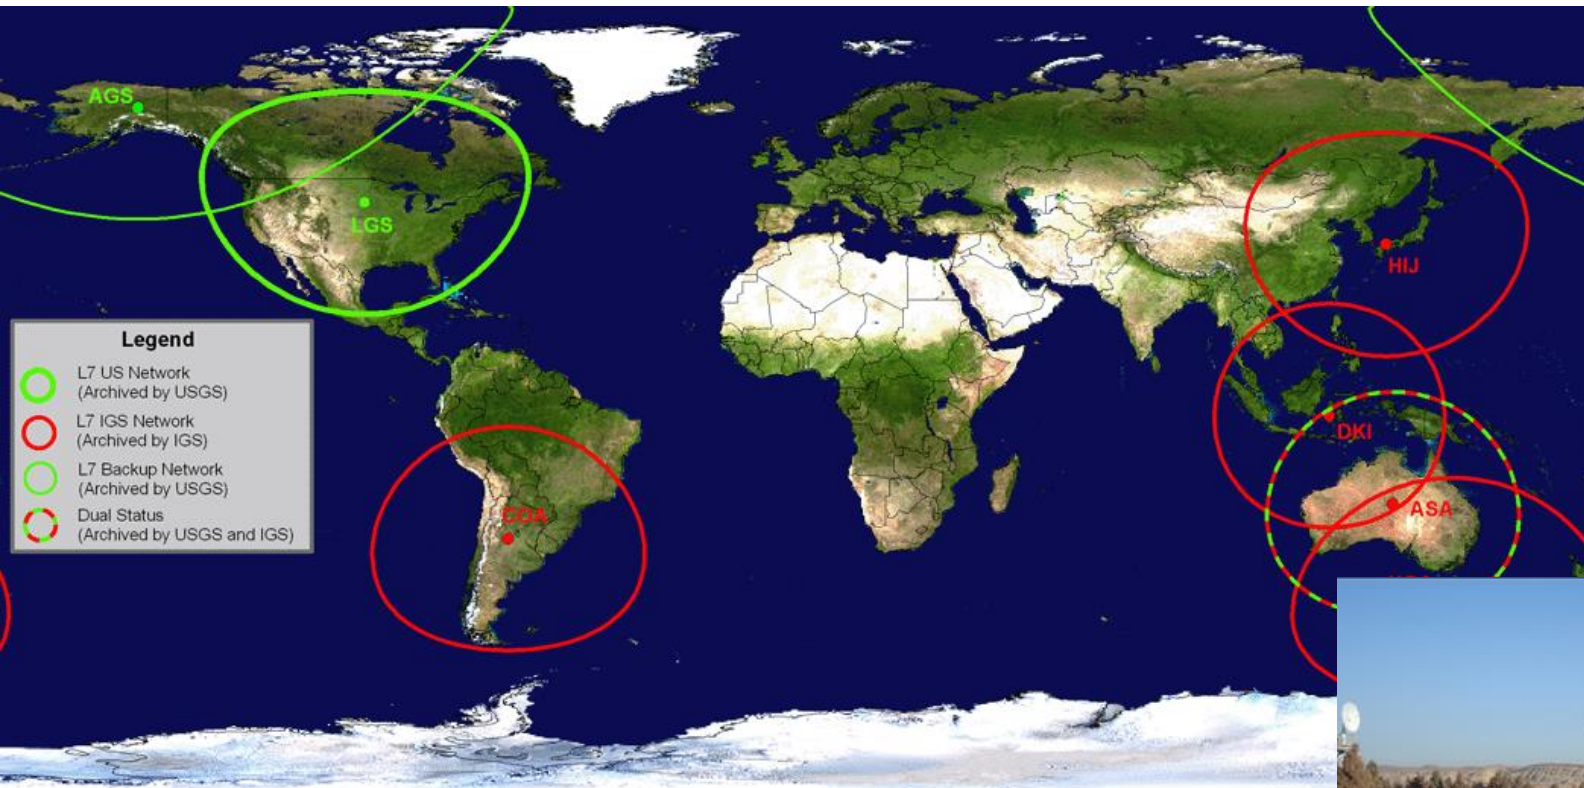 AGS
LGS
HIJ
DKI
ASA
COA
Legend
L7 US Network
(Archived by USGS)
L7 IGS Network
(Archived by IGS)
L7 Backup Network
(Archived by USGS)
Dual Status
(Archived by USGS and IGS)